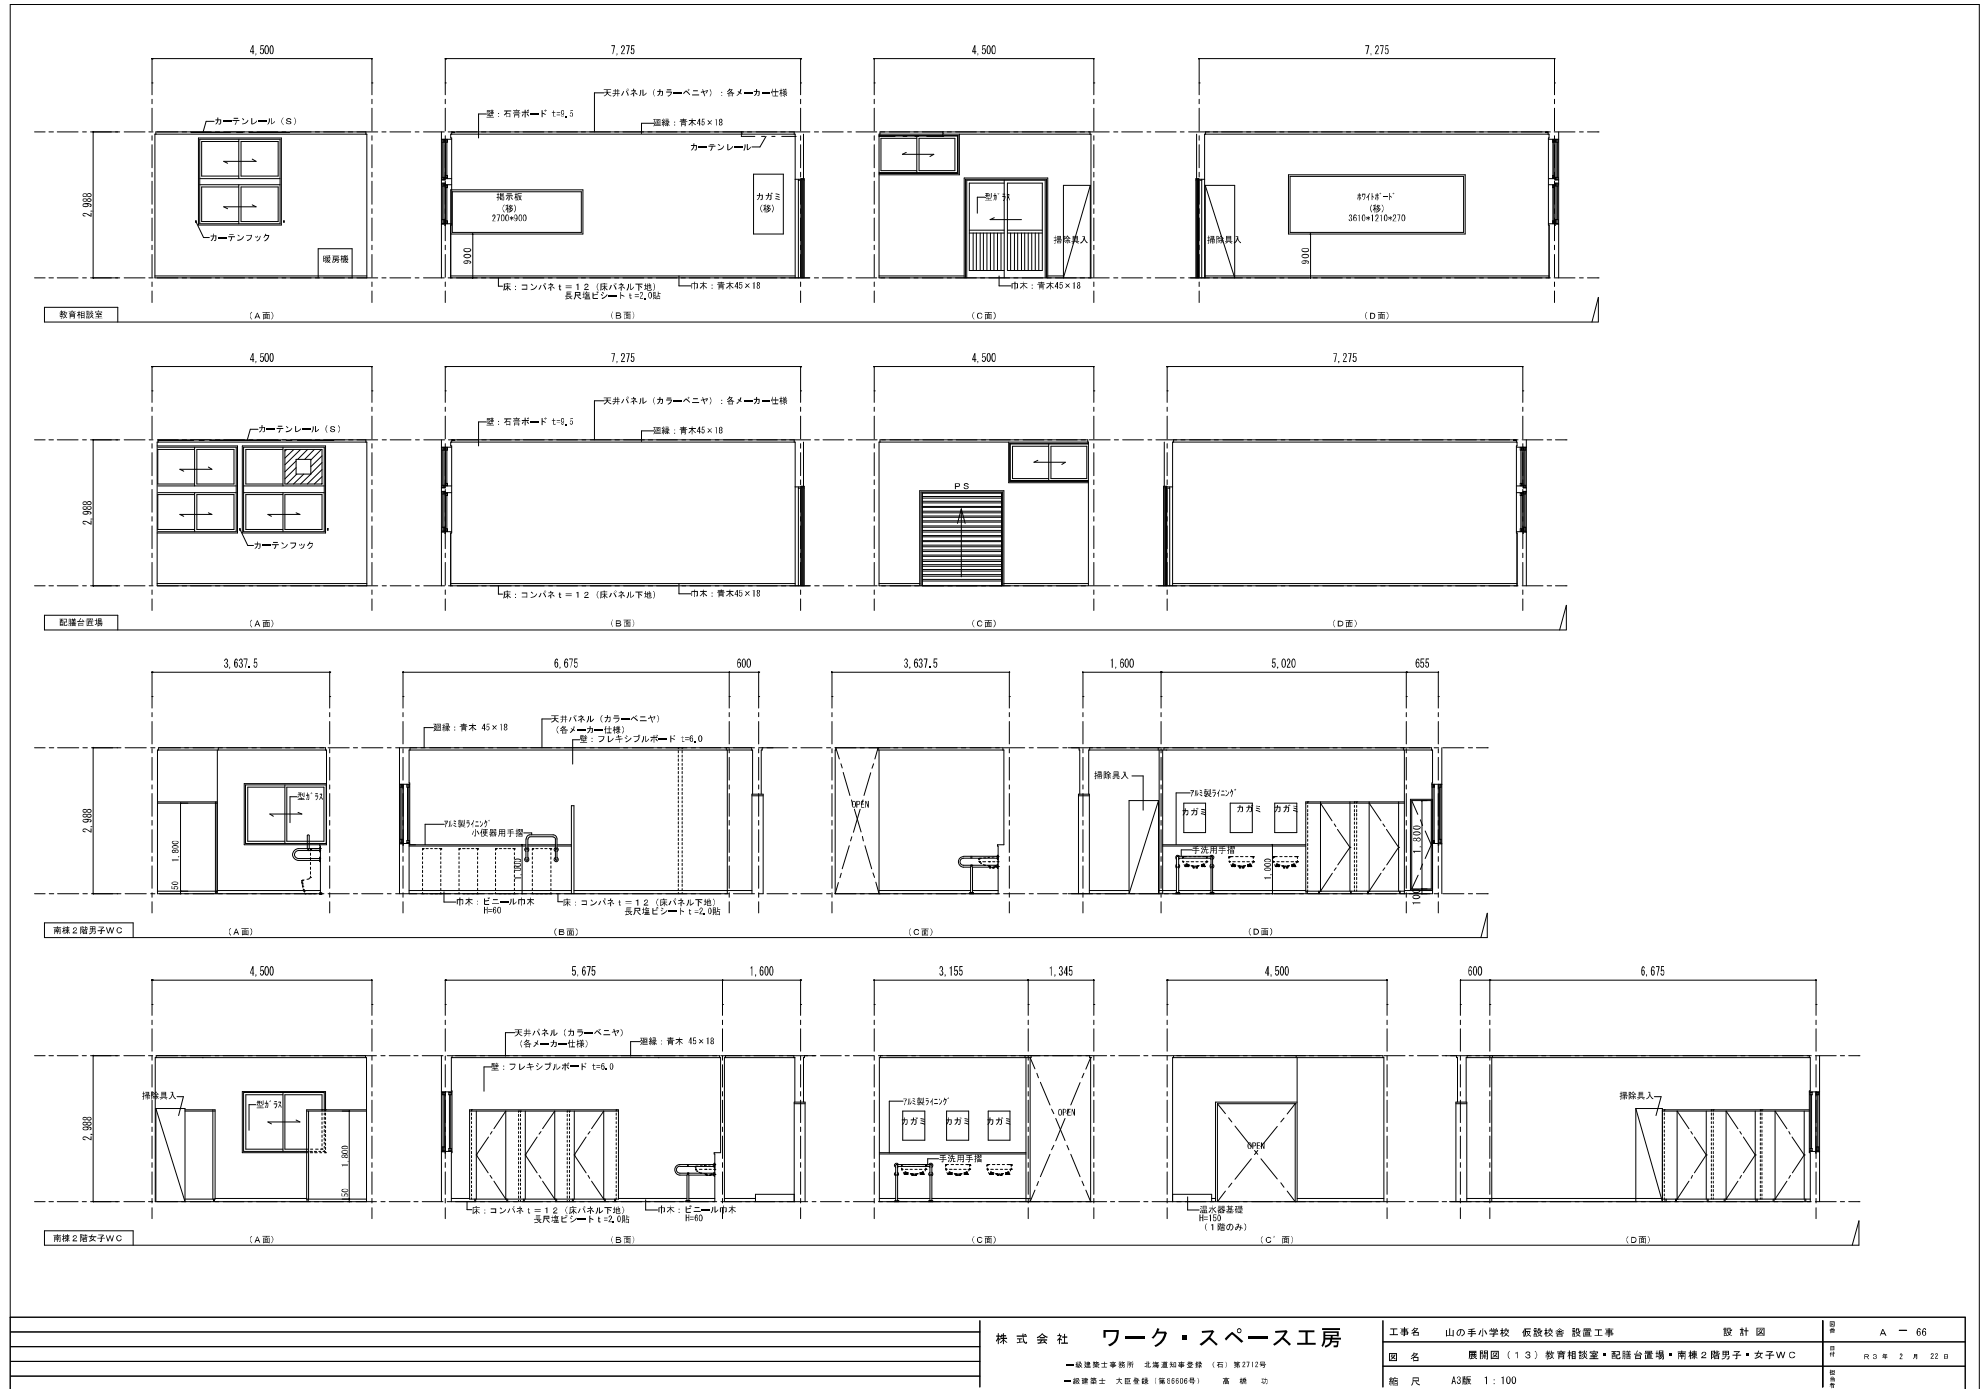 4,500
7,275
4,500
7,275
天井パネル（カラーベニヤ）：各メーカー仕様
壁：石膏ボード t=9.5
カーテンレール（S）
廻縁：青木45×18
カーテンレール
2,988
掲示板
（移）
2700*900
カガミ
（移）
型ガラス
ホワイトボード
（移）
3610*1210*270
カーテンフック
暖房機
900
掃除具入
掃除具入
900
床：コンパネｔ＝１２（床パネル下地）
長尺塩ビシートｔ=2.0貼
巾木：青木45×18
巾木：青木45×18
教育相談室
（A面）
（B面）
（C面）
（D面）
4,500
7,275
4,500
7,275
天井パネル（カラーベニヤ）：各メーカー仕様
壁：石膏ボード t=9.5
カーテンレール（S）
廻縁：青木45×18
2,988
PS
カーテンフック
床：コンパネｔ＝１２（床パネル下地）
巾木：青木45×18
配膳台置場
（A面）
（B面）
（C面）
（D面）
3,637.5
6,675
600
3,637.5
1,600
5,020
655
廻縁：青木 45×18
天井パネル（カラーベニヤ）
（各メーカー仕様）
壁：フレキシブルボード t=6.0
2,988
型ガラス
OPEN
掃除具入
アルミ製ライニング
カガミ
カガミ
カガミ
アルミ製ライニング
小便器用手摺
手洗用手摺
1,800
50
1,000
1,000
1,800
100
巾木：ビニール巾木
H=60
床：コンパネｔ＝１２（床パネル下地）
長尺塩ビシートｔ=2.0貼
南棟２階男子ＷＣ
（A面）
（B面）
（C面）
（D面）
4,500
5,675
1,600
3,155
1,345
4,500
600
6,675
天井パネル（カラーベニヤ）
（各メーカー仕様）
廻縁：青木 45×18
壁：フレキシブルボード t=6.0
2,988
掃除具入
型ガラス
アルミ製ライニング
カガミ
カガミ
カガミ
OPEN
OPEN
掃除具入
手洗用手摺
1,800
50
床：コンパネｔ＝１２（床パネル下地）
長尺塩ビシートｔ=2.0貼
巾木：ビニール巾木
H=60
温水器基礎
H=150
（１階のみ）
南棟２階女子ＷＣ
（A面）
（B面）
（C面）
（C'面）
（D面）
株式会社 ワーク・スペース工房
一級建築士事務所 北海道知事登録（石）第2712号
一級建築士 大臣登録（第86606号） 高橋 功
工事名 山の手小学校 仮設校舎 設置工事 設計図
図番 A － 66
図名 展開図（１３）教育相談室・配膳台置場・南棟２階男子・女子ＷＣ
日付 R３年 2 月 22 日
縮尺 A3版 1：100